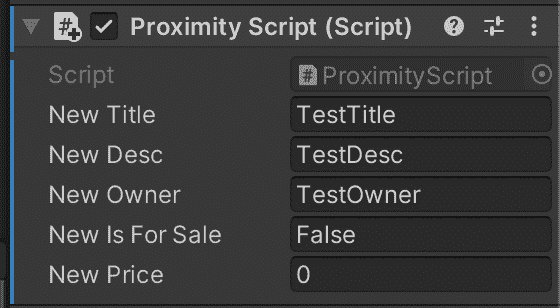 Proximity Script (Script)
Script ProximityScript
New Title TestTitle
New Desc TestDesc
New Owner TestOwner
New Is For Sale False
New Price 0